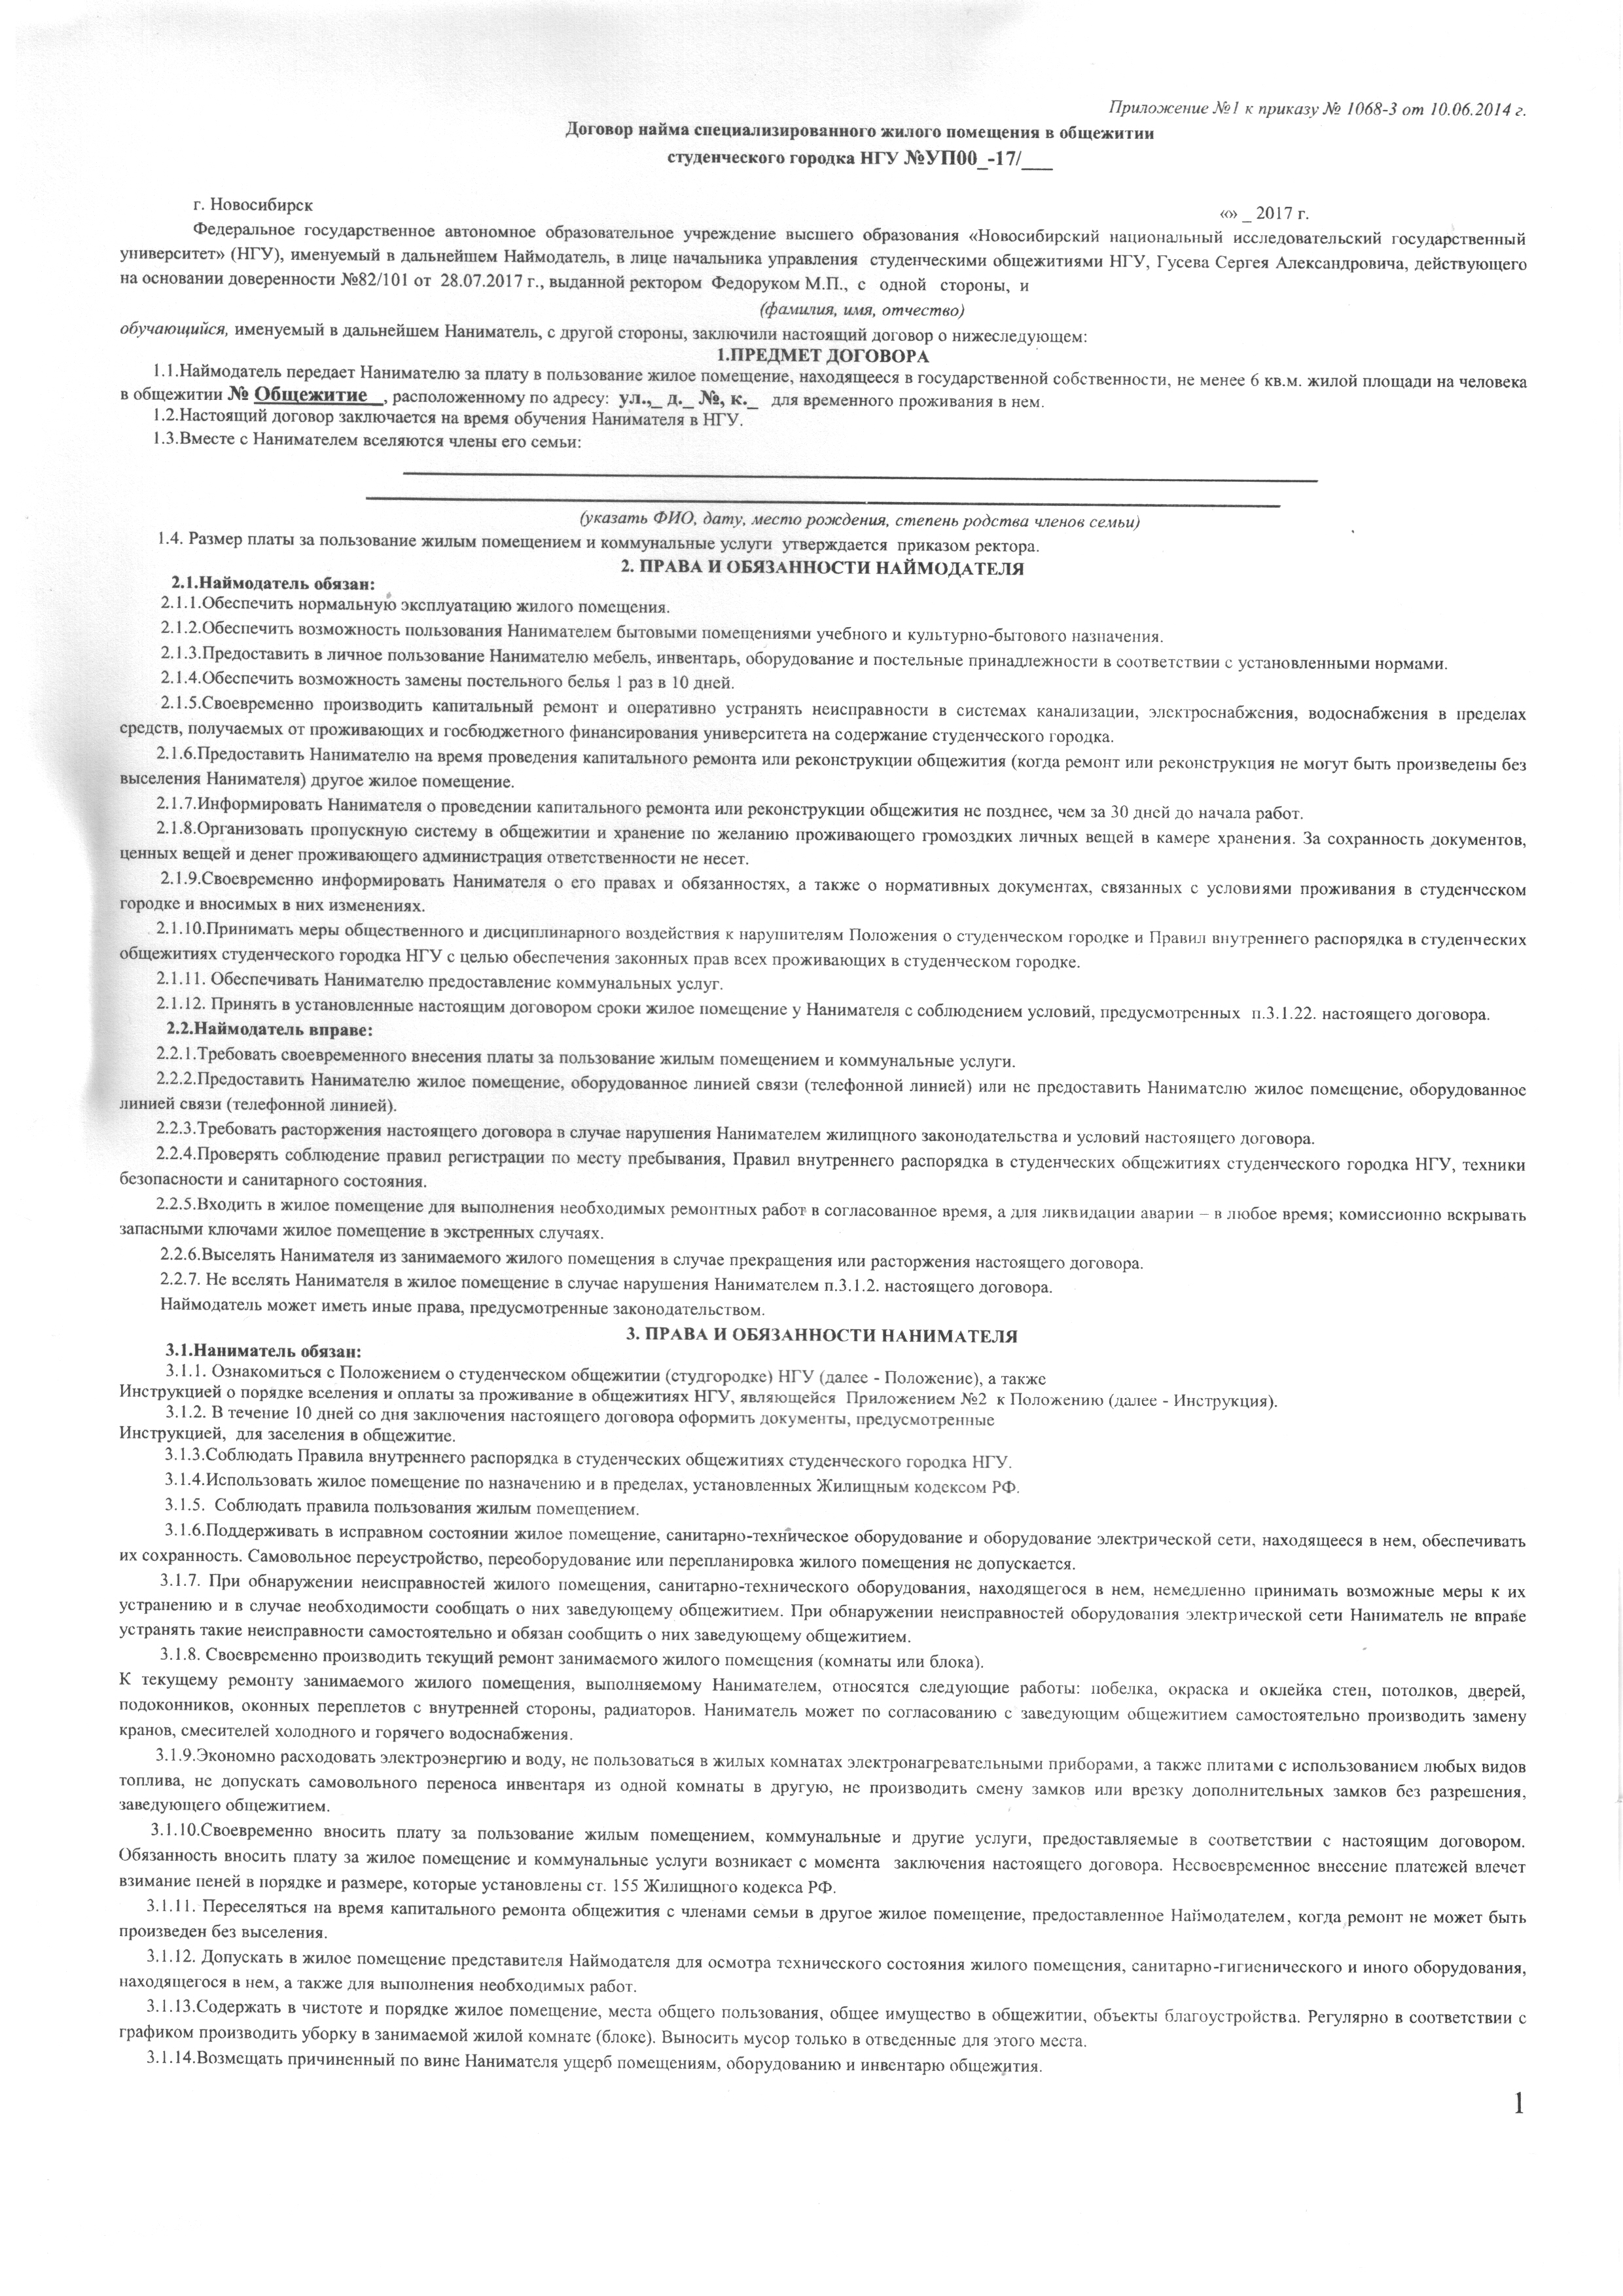 Приложение №1 к приказу № 1068-3 от 10.06.2014 г.
Договор найма специализированного жилого помещения в общежитии
студенческого городка НГУ №УП00_-17/___
г. Новосибирск
«» _ 2017 г.
Федеральное государственное автономное образовательное учреждение высшего образования «Новосибирский национальный исследовательский государственный
университет» (НГУ), именуемый в дальнейшем Наймодатель, в лице начальника управления студенческими общежитиями НГУ, Гусева Сергея Александровича, действующего
на основании доверенности №82/101 от 28.07.2017 г., выданной ректором Федоруком М.П., с одной стороны, и
(фамилия, имя, отчество)
обучающийся, именуемый в дальнейшем Наниматель, с другой стороны, заключили настоящий договор о нижеследующем:
1.ПРЕДМЕТ ДОГОВОРА
1.1.Наймодатель передает Нанимателю за плату в пользование жилое помещение, находящееся в государственной собственности, не менее 6 кв.м. жилой площади на человека
в общежитии № Общежитие _, расположенному по адресу: ул.,_ д._ №, к._ для временного проживания в нем.
1.2.Настоящий договор заключается на время обучения Нанимателя в НГУ.
1.3.Вместе с Нанимателем вселяются члены его семьи:
(указать ФИО, дату, место рождения, степень родства членов семьи)
1.4. Размер платы за пользование жилым помещением и коммунальные услуги утверждается приказом ректора.
2. ПРАВА И ОБЯЗАННОСТИ НАЙМОДАТЕЛЯ
2.1.Наймодатель обязан:
2.1.1.Обеспечить нормальную эксплуатацию жилого помещения.
2.1.2.Обеспечить возможность пользования Нанимателем бытовыми помещениями учебного и культурно-бытового назначения.
2.1.3.Предоставить в личное пользование Нанимателю мебель, инвентарь, оборудование и постельные принадлежности в соответствии с установленными нормами.
2.1.4.Обеспечить возможность замены постельного белья 1 раз в 10 дней.
2.1.5.Своевременно производить капитальный ремонт и оперативно устранять неисправности в системах канализации, электроснабжения, водоснабжения в пределах
средств, получаемых от проживающих и госбюджетного финансирования университета на содержание студенческого городка.
2.1.6.Предоставить Нанимателю на время проведения капитального ремонта или реконструкции общежития (когда ремонт или реконструкция не могут быть произведены без
выселения Нанимателя) другое жилое помещение.
2.1.7.Информировать Нанимателя о проведении капитального ремонта или реконструкции общежития не позднее, чем за 30 дней до начала работ.
2.1.8.Организовать пропускную систему в общежитии и хранение по желанию проживающего громоздких личных вещей в камере хранения. За сохранность документов,
ценных вещей и денег проживающего администрация ответственности не несет.
2.1.9.Своевременно информировать Нанимателя о его правах и обязанностях, а также о нормативных документах, связанных с условиями проживания в студенческом
городке и вносимых в них изменениях.
2.1.10.Принимать меры общественного и дисциплинарного воздействия к нарушителям Положения о студенческом городке и Правил внутреннего распорядка в студенческих
общежитиях студенческого городка НГУ с целью обеспечения законных прав всех проживающих в студенческом городке.
2.1.11. Обеспечивать Нанимателю предоставление коммунальных услуг.
2.1.12. Принять в установленные настоящим договором сроки жилое помещение у Нанимателя с соблюдением условий, предусмотренных п.3.1.22. настоящего договора.
2.2.Наймодатель вправе:
2.2.1.Требовать своевременного внесения платы за пользование жилым помещением и коммунальные услуги.
2.2.2.Предоставить Нанимателю жилое помещение, оборудованное линией связи (телефонной линией) или не предоставить Нанимателю жилое помещение, оборудованное
линией связи (телефонной линией).
2.2.3.Требовать расторжения настоящего договора в случае нарушения Нанимателем жилищного законодательства и условий настоящего договора.
2.2.4.Проверять соблюдение правил регистрации по месту пребывания, Правил внутреннего распорядка в студенческих общежитиях студенческого городка НГУ, техники
безопасности и санитарного состояния.
2.2.5.Входить в жилое помещение для выполнения необходимых ремонтных работ в согласованное время, а для ликвидации аварии – в любое время; комиссионно вскрывать
запасными ключами жилое помещение в экстренных случаях.
2.2.6.Выселять Нанимателя из занимаемого жилого помещения в случае прекращения или расторжения настоящего договора.
2.2.7. Не вселять Нанимателя в жилое помещение в случае нарушения Нанимателем п.3.1.2. настоящего договора.
Наймодатель может иметь иные права, предусмотренные законодательством.
3. ПРАВА И ОБЯЗАННОСТИ НАНИМАТЕЛЯ
3.1.Наниматель обязан:
3.1.1. Ознакомиться с Положением о студенческом общежитии (студгородке) НГУ (далее - Положение), а также
Инструкцией о порядке вселения и оплаты за проживание в общежитиях НГУ, являющейся Приложением №2 к Положению (далее - Инструкция).
3.1.2. В течение 10 дней со дня заключения настоящего договора оформить документы, предусмотренные
Инструкцией, для заселения в общежитие.
3.1.3.Соблюдать Правила внутреннего распорядка в студенческих общежитиях студенческого городка НГУ.
3.1.4.Использовать жилое помещение по назначению и в пределах, установленных Жилищным кодексом РФ.
3.1.5. Соблюдать правила пользования жилым помещением.
3.1.6.Поддерживать в исправном состоянии жилое помещение, санитарно-техническое оборудование и оборудование электрической сети, находящееся в нем, обеспечивать
их сохранность. Самовольное переустройство, переоборудование или перепланировка жилого помещения не допускается.
3.1.7. При обнаружении неисправностей жилого помещения, санитарно-технического оборудования, находящегося в нем, немедленно принимать возможные меры к их
устранению и в случае необходимости сообщать о них заведующему общежитием. При обнаружении неисправностей оборудования электрической сети Наниматель не вправе
устранять такие неисправности самостоятельно и обязан сообщить о них заведующему общежитием.
3.1.8. Своевременно производить текущий ремонт занимаемого жилого помещения (комнаты или блока).
К текущему ремонту занимаемого жилого помещения, выполняемому Нанимателем, относятся следующие работы: побелка, окраска и оклейка стен, потолков, дверей,
подоконников, оконных переплетов с внутренней стороны, радиаторов. Наниматель может по согласованию с заведующим общежитием самостоятельно производить замену
кранов, смесителей холодного и горячего водоснабжения.
3.1.9.Экономно расходовать электроэнергию и воду, не пользоваться в жилых комнатах электронагревательными приборами, а также плитами с использованием любых видов
топлива, не допускать самовольного переноса инвентаря из одной комнаты в другую, не производить смену замков или врезку дополнительных замков без разрешения,
заведующего общежитием.
3.1.10.Своевременно вносить плату за пользование жилым помещением, коммунальные и другие услуги, предоставляемые в соответствии с настоящим договором.
Обязанность вносить плату за жилое помещение и коммунальные услуги возникает с момента заключения настоящего договора. Несвоевременное внесение платежей влечет
взимание пеней в порядке и размере, которые установлены ст. 155 Жилищного кодекса РФ.
3.1.11. Переселяться на время капитального ремонта общежития с членами семьи в другое жилое помещение, предоставленное Наймодателем, когда ремонт не может быть
произведен без выселения.
3.1.12. Допускать в жилое помещение представителя Наймодателя для осмотра технического состояния жилого помещения, санитарно-гигиенического и иного оборудования,
находящегося в нем, а также для выполнения необходимых работ.
3.1.13.Содержать в чистоте и порядке жилое помещение, места общего пользования, общее имущество в общежитии, объекты благоустройства. Регулярно в соответствии с
графиком производить уборку в занимаемой жилой комнате (блоке). Выносить мусор только в отведенные для этого места.
3.1.14.Возмещать причиненный по вине Нанимателя ущерб помещениям, оборудованию и инвентарю общежития.
1